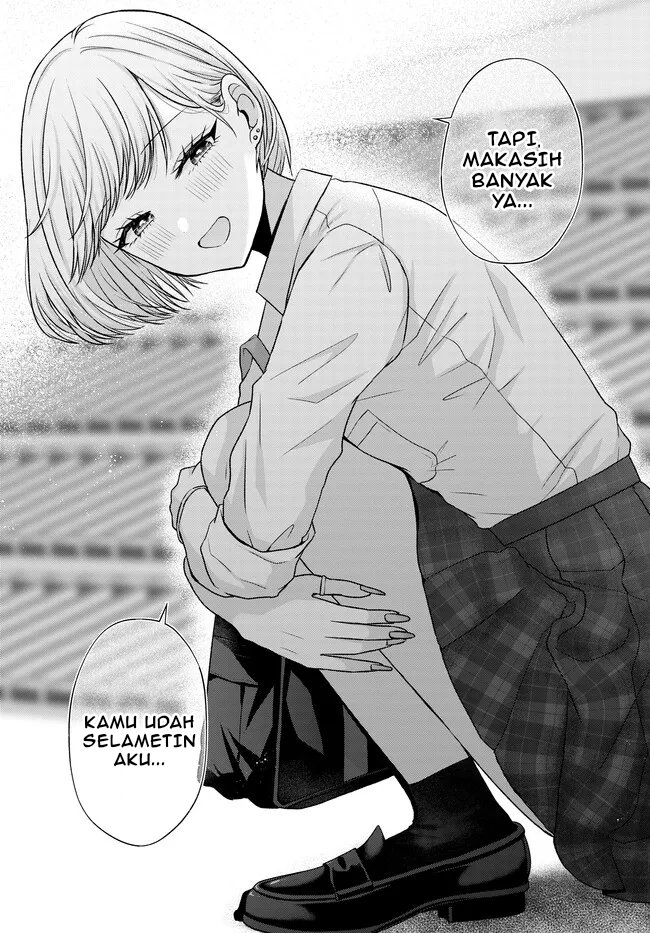 TAPI,
MAKASIH
BANYAK
YA...
KAMU UDAH
SELAMETIN
AKU...